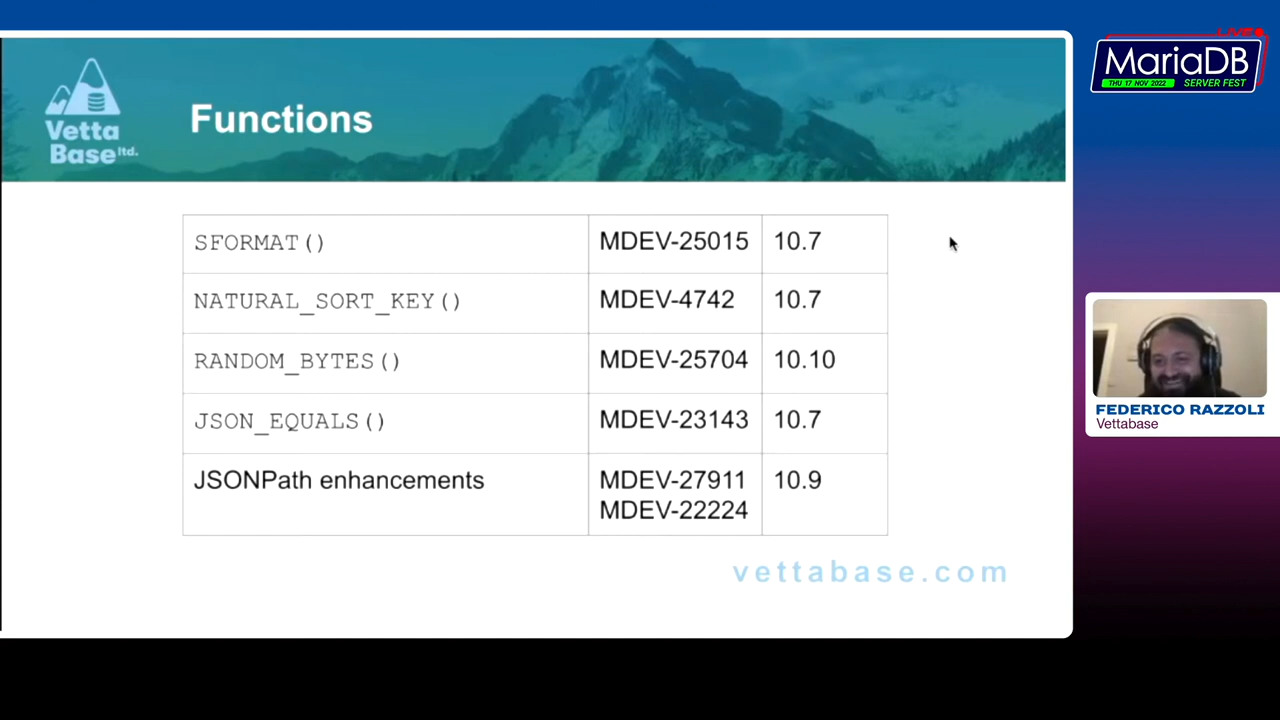 LIVE
MariaDB
THU 17 NOV 2022 SERVER FEST
Vetta
Base ltd.
Functions
SFORMAT() MDEV-25015 10.7
NATURAL_SORT_KEY() MDEV-4742 10.7
RANDOM_BYTES() MDEV-25704 10.10
JSON_EQUALS() MDEV-23143 10.7
JSONPath enhancements MDEV-27911 10.9
MDEV-22224
vettabase.com
FEDERICO RAZZOLI
Vettabase